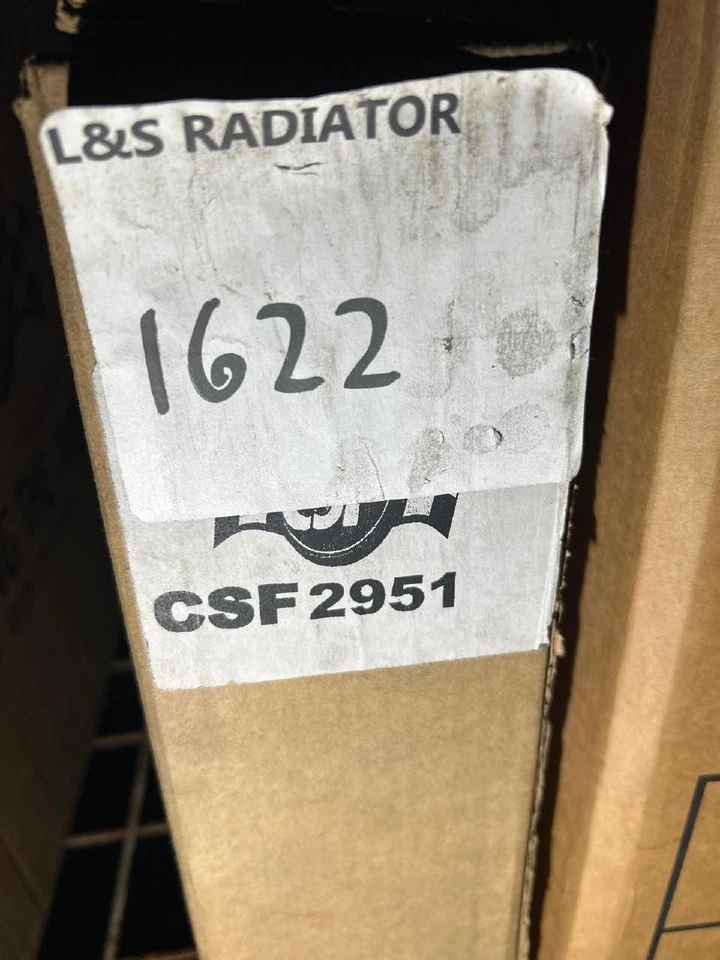 L&S RADIATOR
1622
CSF 2951